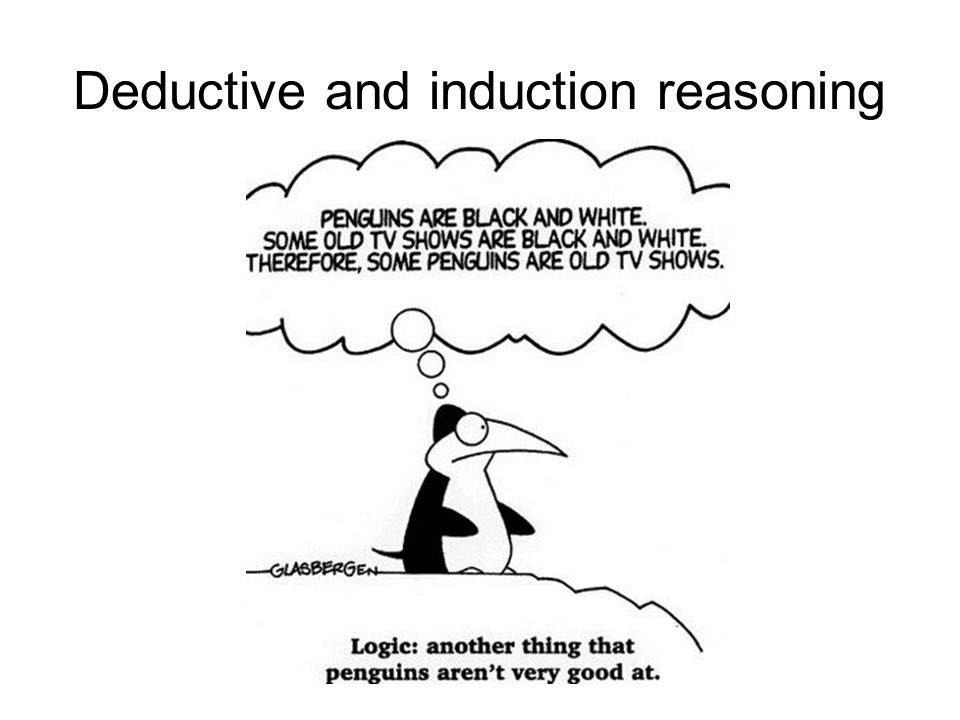 Deductive and induction reasoning
PENGUINS ARE BLACK AND WHITE.
SOME OLD TV SHOWS ARE BLACK AND WHITE.
THEREFORE, SOME PENGUINS ARE OLD TV SHOWS.
GLASBERGEN
Logic: another thing that
penguins aren't very good at.